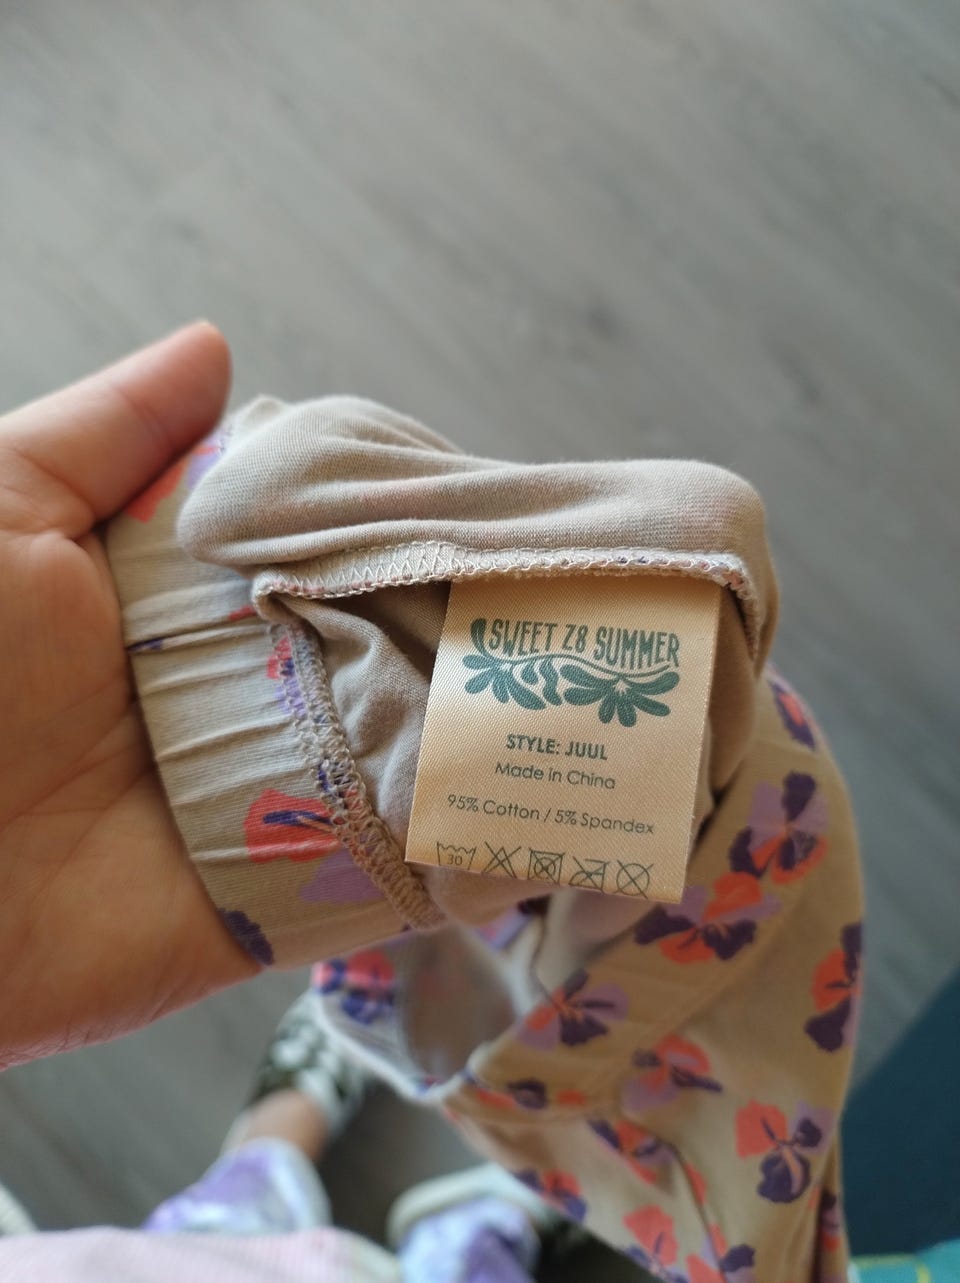 SWEET Z8 SUMMER
STYLE: JUUL
Made in China
95% Cotton / 5% Spandex
30